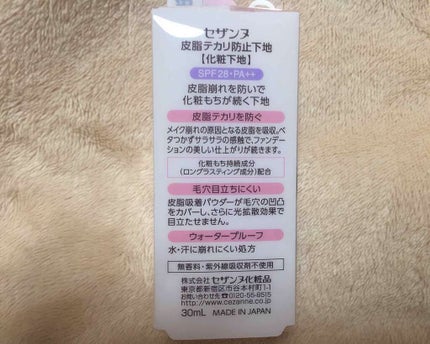 セザンヌ
皮脂テカリ防止下地
【化粧下地】
SPF28・PA++
皮脂崩れを防いで
化粧もちが続く下地
皮脂テカリを防ぐ
メイク崩れの原因となる皮脂を吸収。ベ
タつかずサラサラの感触で、ファンデー
ションの美しい仕上がりが続きます。
化粧もち持続成分
(ロングラスティング成分)配合
毛穴目立ちにくい
皮脂吸着パウダーが毛穴の凹凸
をカバーし、さらに光拡散効果で
目立たせません。
ウォータープルーフ
水・汗に崩れにくい処方
無香料・紫外線吸収剤不使用
株式会社 セザンヌ化粧品
東京都新宿区市谷本村町1-1
お問い合わせ先 ☎0120-55-8515
http://www.cezanne.co.jp
30mL MADE IN JAPAN